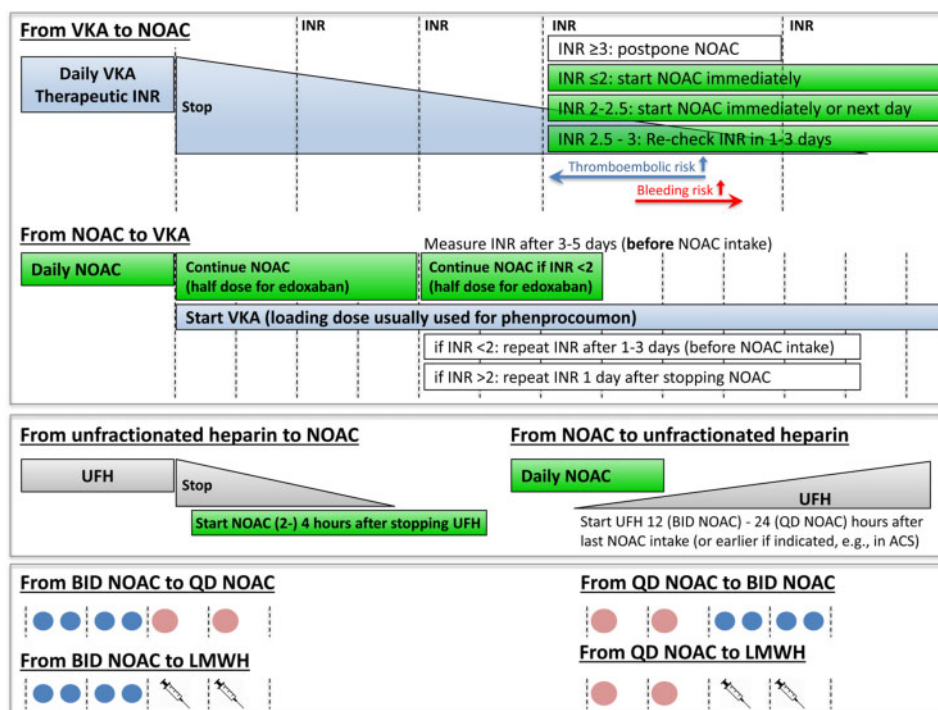 From VKA to NOAC
INR
INR
INR
INR
Daily VKA
Therapeutic INR
Stop
INR ≥3: postpone NOAC
INR ≤2: start NOAC immediately
INR 2-2.5: start NOAC immediately or next day
INR 2.5 - 3: Re-check INR in 1-3 days
Thromboembolic risk
Bleeding risk
From NOAC to VKA
Measure INR after 3-5 days (before NOAC intake)
Daily NOAC
Continue NOAC
(half dose for edoxaban)
Continue NOAC if INR <2
(half dose for edoxaban)
Start VKA (loading dose usually used for phenprocoumon)
if INR <2: repeat INR after 1-3 days (before NOAC intake)
if INR >2: repeat INR 1 day after stopping NOAC
From unfractionated heparin to NOAC
UFH
Stop
Start NOAC (2-) 4 hours after stopping UFH
From NOAC to unfractionated heparin
Daily NOAC
UFH
Start UFH 12 (BID NOAC) - 24 (QD NOAC) hours after
last NOAC intake (or earlier if indicated, e.g., in ACS)
From BID NOAC to QD NOAC
From QD NOAC to BID NOAC
From BID NOAC to LMWH
From QD NOAC to LMWH